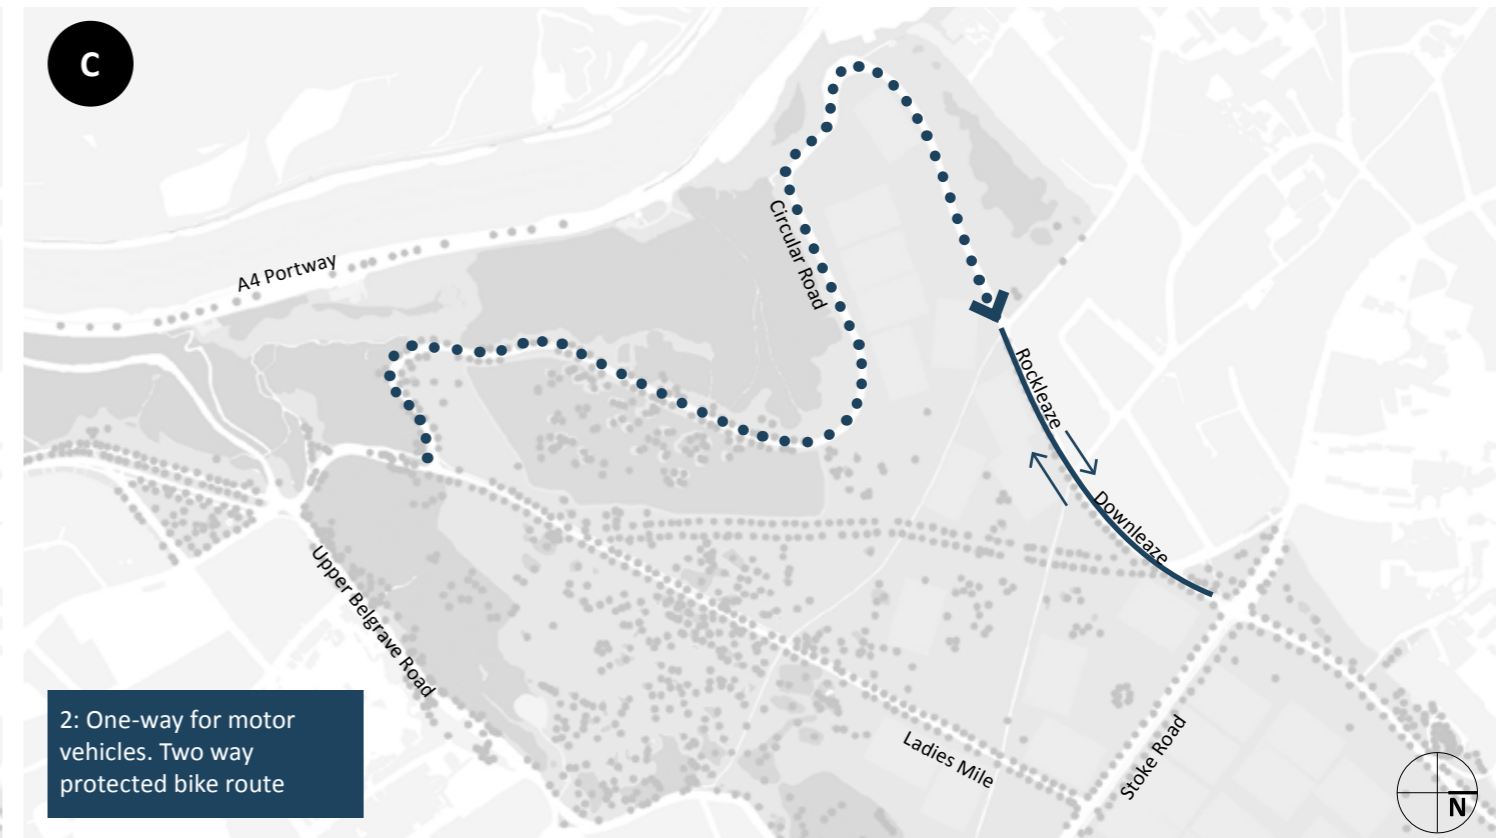 C
A4 Portway
Circular Road
Rockleaze
Downleaze
Upper Belgrave Road
Ladies Mile
Stoke Road
2: One-way for motor
vehicles. Two way
protected bike route
N